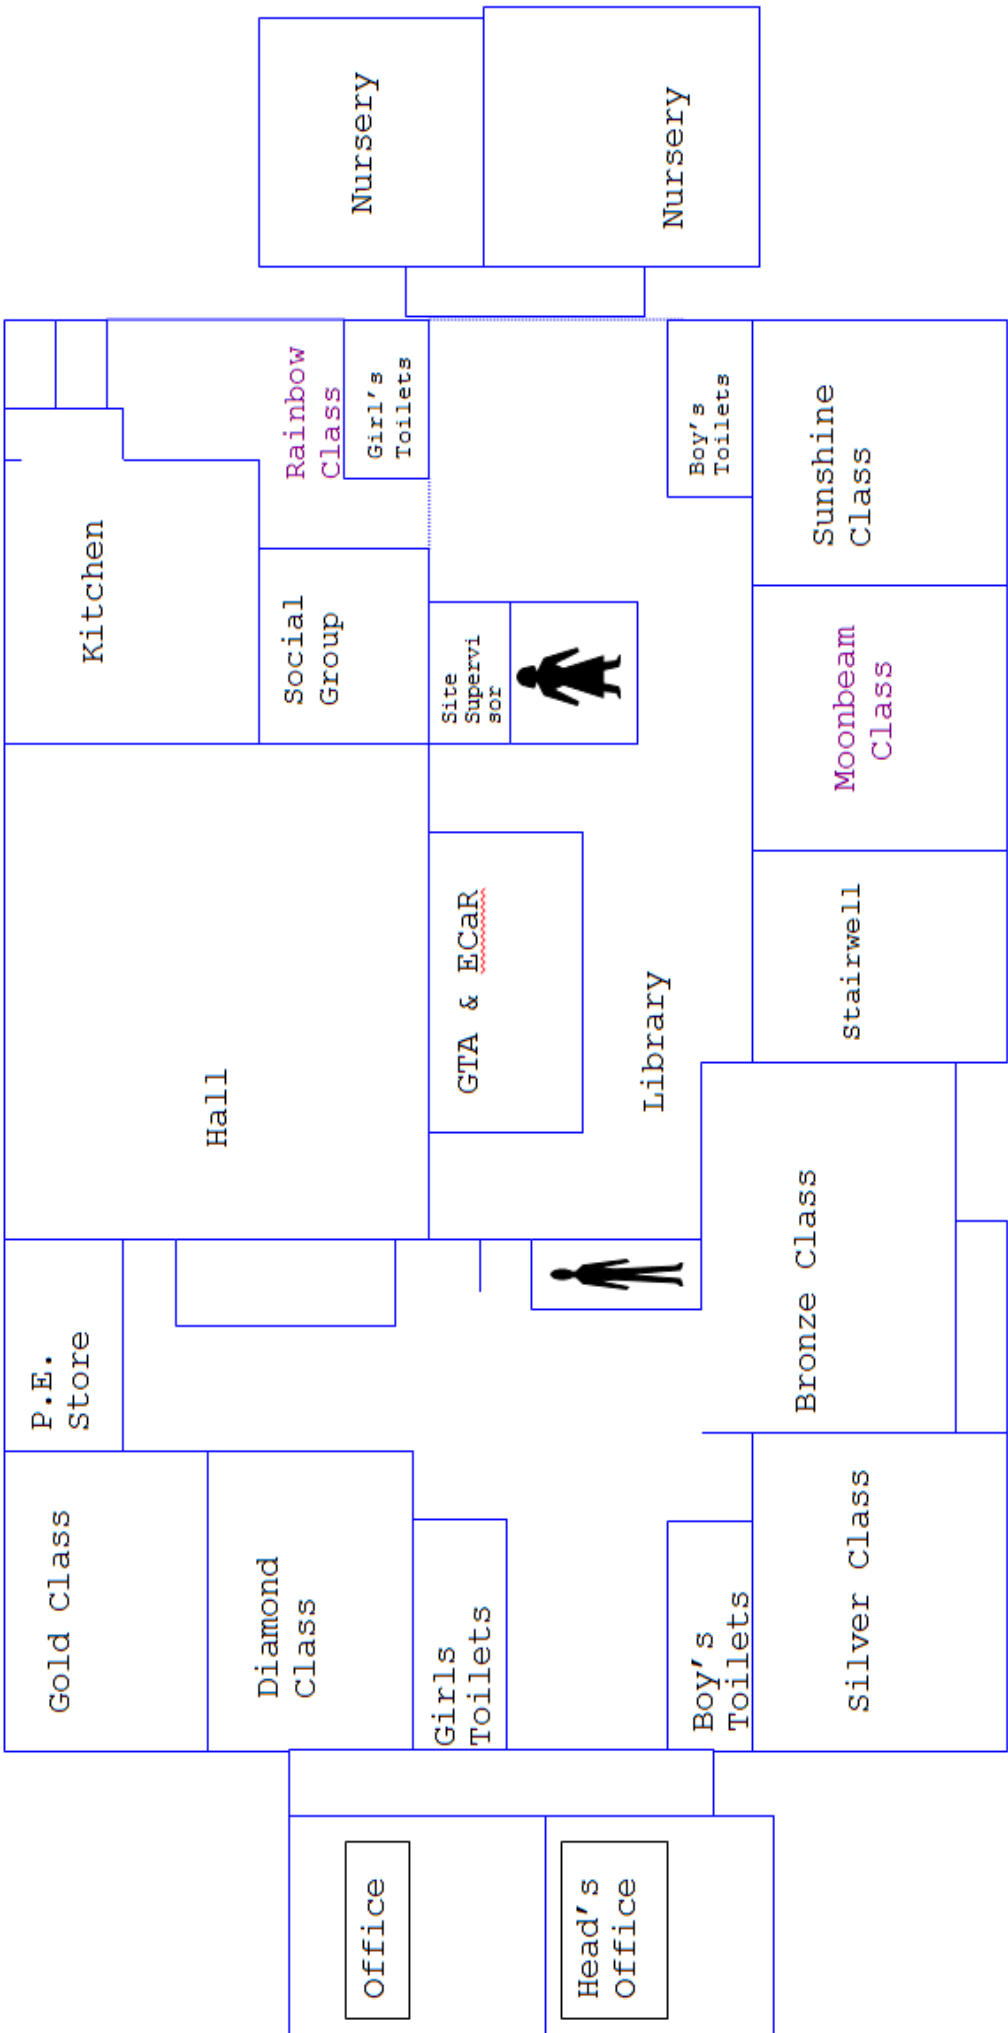 Nursery
Nursery
Rainbow
Class
Girl's
Toilets
Boy's
Toilets
Sunshine
Class
Kitchen
Social
Group
Site
Supervi
sor
Moonbeam
Class
GTA & ECaR
Stairwell
Library
Hall
P.E.
Store
Bronze Class
Gold Class
Diamond
Class
Girls
Toilets
Boy's
Toilets
Silver Class
Office
Head's
Office